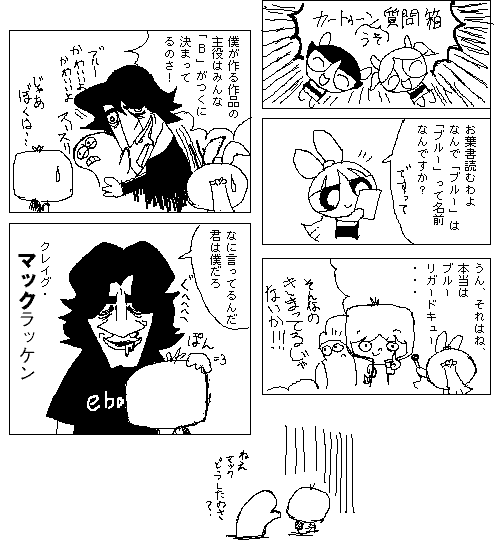 カートゥーン
うそ
質問箱
お葉書読むわよ
なんで「ブルー」は
「ブルー」って名前
なんですか?
ですって
うん、それはね、
本当は
ブルー
リガードキュー
・・・
そんなの
きまってるじゃ
ないか!!!
僕が作る作品の
主役はみんな
「B」がつくに
決まって
るのさ!
ブルー
かわいいよ
かわいいよ
スリスリ
じゃあ
ぼくは…
なに言ってるんだ
君は僕だろ
ぐへへへ
ぽん
=3
クレイグ・
マックラッケン
ebo
ねえ
マック
どうしたのさ
?